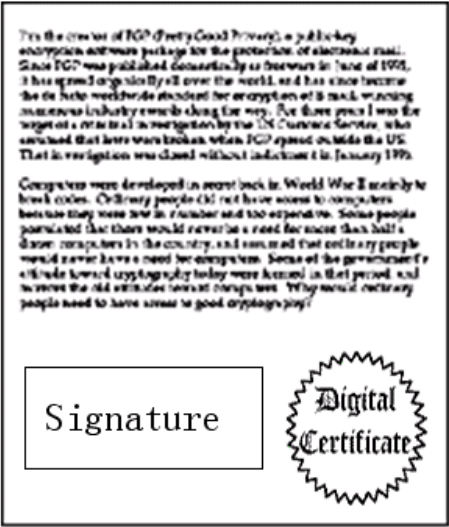 I'm the creator of PGP (Pretty Good Privacy), a public-key
encryption software package for the protection of electronic mail.
Since PGP was published domestically as freeware in June of 1991,
it has spread organically all over the world, and has since become
the de facto worldwide standard for encryption of E-mail, winning
numerous industry awards along the way. For three years I was the
target of a criminal investigation by the US Customs Service, who
assumed that laws were broken when PGP spread outside the US.
That investigation was closed without indictment in January 1996.
Computers were developed in secret back in World War II mainly to
break codes. Ordinary people did not have access to computers
because they were few in number and too expensive. Some people
postulated that there would never be a need for more than half a
dozen computers in the country, and assumed that ordinary people
would never have a need for computers. Some of the government's
attitude toward cryptography today were formed in that period, and
mirrors the old attitudes toward computers. Why would ordinary
people need to have access to good cryptography?
Signature
Digital
Certificate